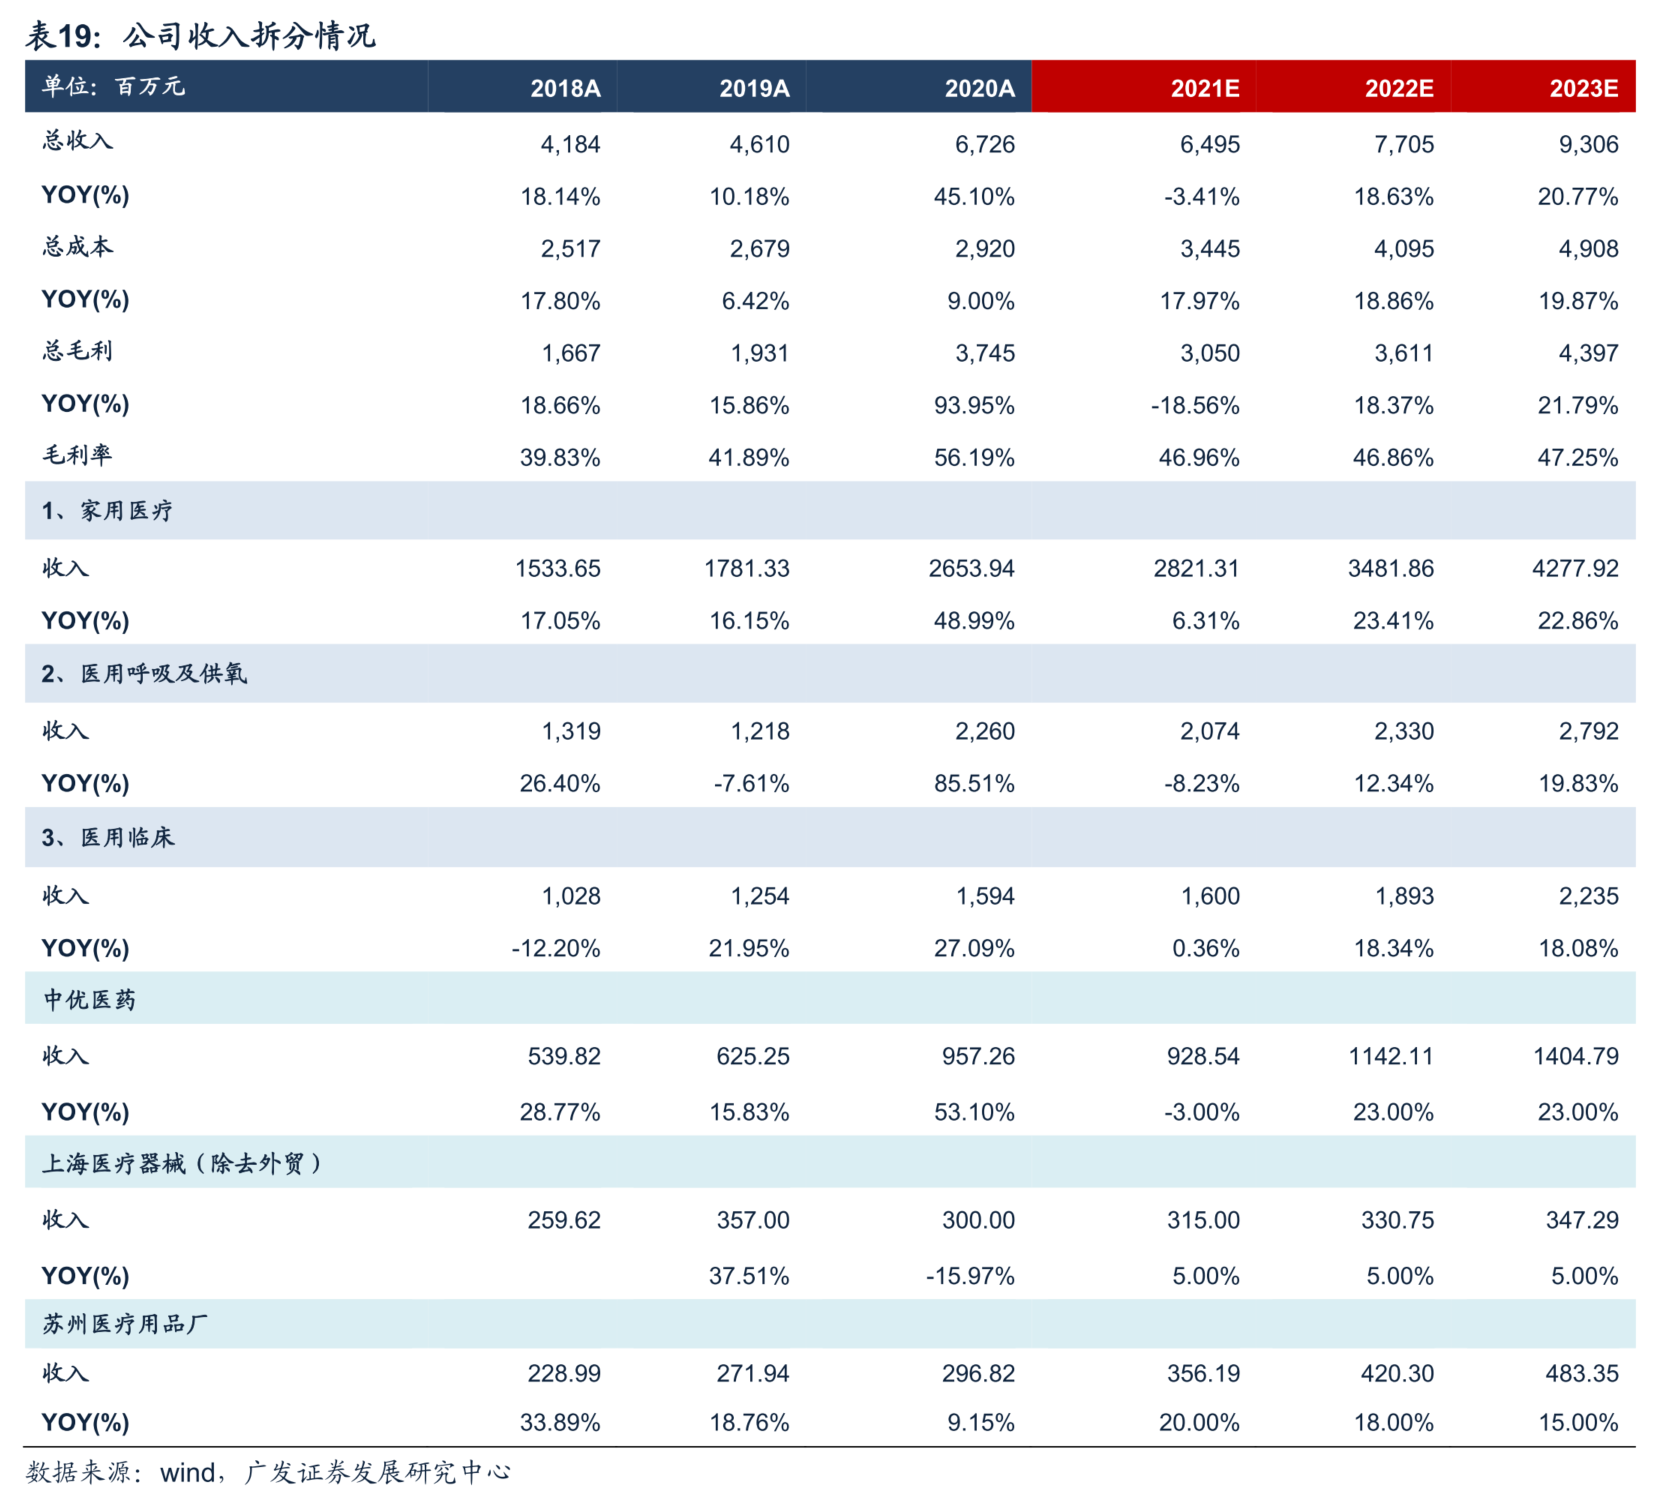 表19：公司收入拆分情况
单位：百万元 2018A 2019A 2020A 2021E 2022E 2023E
总收入 4,184 4,610 6,726 6,495 7,705 9,306
YOY(%) 18.14% 10.18% 45.10% -3.41% 18.63% 20.77%
总成本 2,517 2,679 2,920 3,445 4,095 4,908
YOY(%) 17.80% 6.42% 9.00% 17.97% 18.86% 19.87%
总毛利 1,667 1,931 3,745 3,050 3,611 4,397
YOY(%) 18.66% 15.86% 93.95% -18.56% 18.37% 21.79%
毛利率 39.83% 41.89% 56.19% 46.96% 46.86% 47.25%
1、家用医疗
收入 1533.65 1781.33 2653.94 2821.31 3481.86 4277.92
YOY(%) 17.05% 16.15% 48.99% 6.31% 23.41% 22.86%
2、医用呼吸及供氧
收入 1,319 1,218 2,260 2,074 2,330 2,792
YOY(%) 26.40% -7.61% 85.51% -8.23% 12.34% 19.83%
3、医用临床
收入 1,028 1,254 1,594 1,600 1,893 2,235
YOY(%) -12.20% 21.95% 27.09% 0.36% 18.34% 18.08%
中优医药
收入 539.82 625.25 957.26 928.54 1142.11 1404.79
YOY(%) 28.77% 15.83% 53.10% -3.00% 23.00% 23.00%
上海医疗器械（除去外贸）
收入 259.62 357.00 300.00 315.00 330.75 347.29
YOY(%) 37.51% -15.97% 5.00% 5.00% 5.00%
苏州医疗用品厂
收入 228.99 271.94 296.82 356.19 420.30 483.35
YOY(%) 33.89% 18.76% 9.15% 20.00% 18.00% 15.00%
数据来源：wind，广发证券发展研究中心